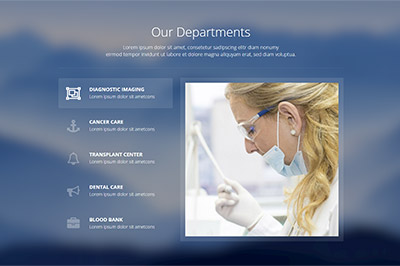 Our Departments
Lorem ipsum dolor sit amet, consetetur sadipscing elitr, sed diam nonumy
eirmod tempor invidunt ut labore et dolore magna aliquyam erat, sed diam voluptua.
DIAGNOSTIC IMAGING
Lorem ipsum dolor sit ametcons
CANCER CARE
Lorem ipsum dolor sit ametcons
TRANSPLANT CENTER
Lorem ipsum dolor sit ametcons
DENTAL CARE
Lorem ipsum dolor sit ametcons
BLOOD BANK
Lorem ipsum dolor sit ametcons